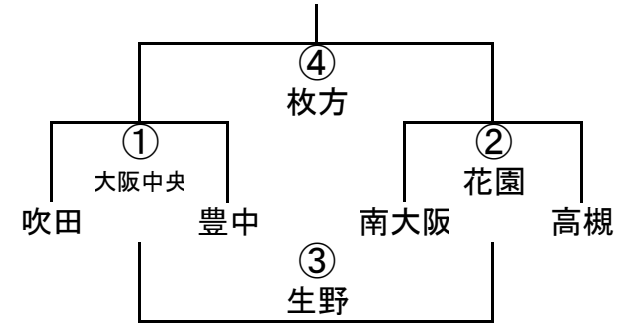 ④
枚方
①
大阪中央
②
花園
吹田
豊中
南大阪
高槻
③
生野